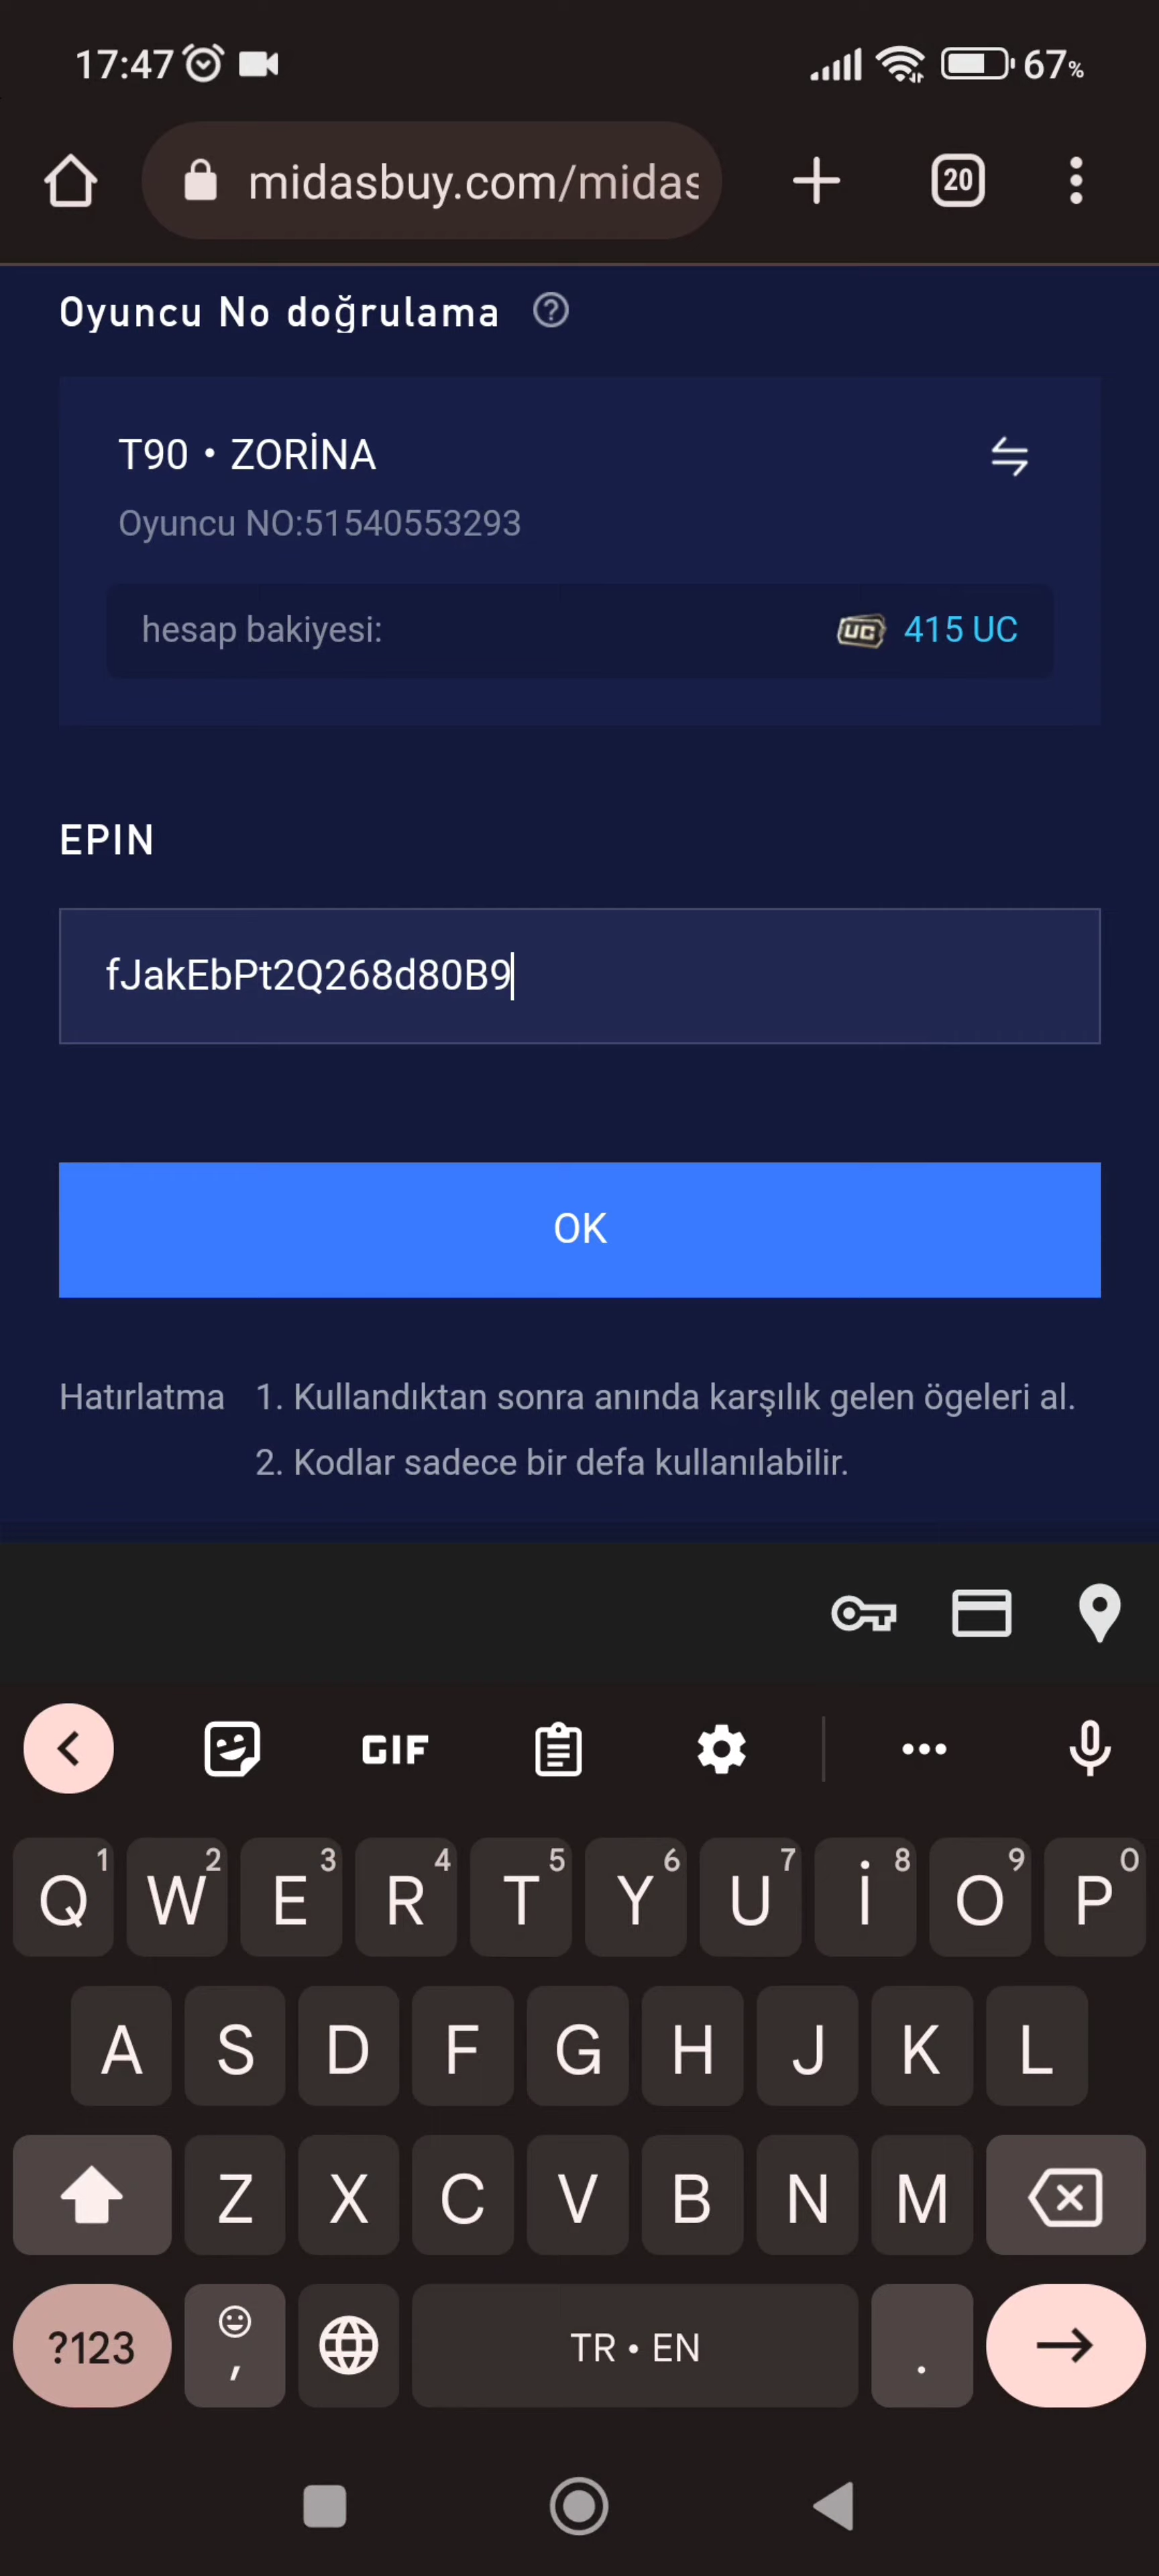 17:47 67%
midasbuy.com/midas
20
Oyuncu No doğrulama ?
T90 • ZORİNA
Oyuncu NO:51540553293
hesap bakiyesi: UC 415 UC
EPIN
fJakEbPt2Q268d80B9
OK
Hatırlatma 1. Kullandıktan sonra anında karşılık gelen ögeleri al.
2. Kodlar sadece bir defa kullanılabilir.
GIF
Q1 W2 E3 R4 T5 Y6 U7 İ8 O9 P0
A S D F G H J K L
Z X C V B N M
?123 , TR • EN .